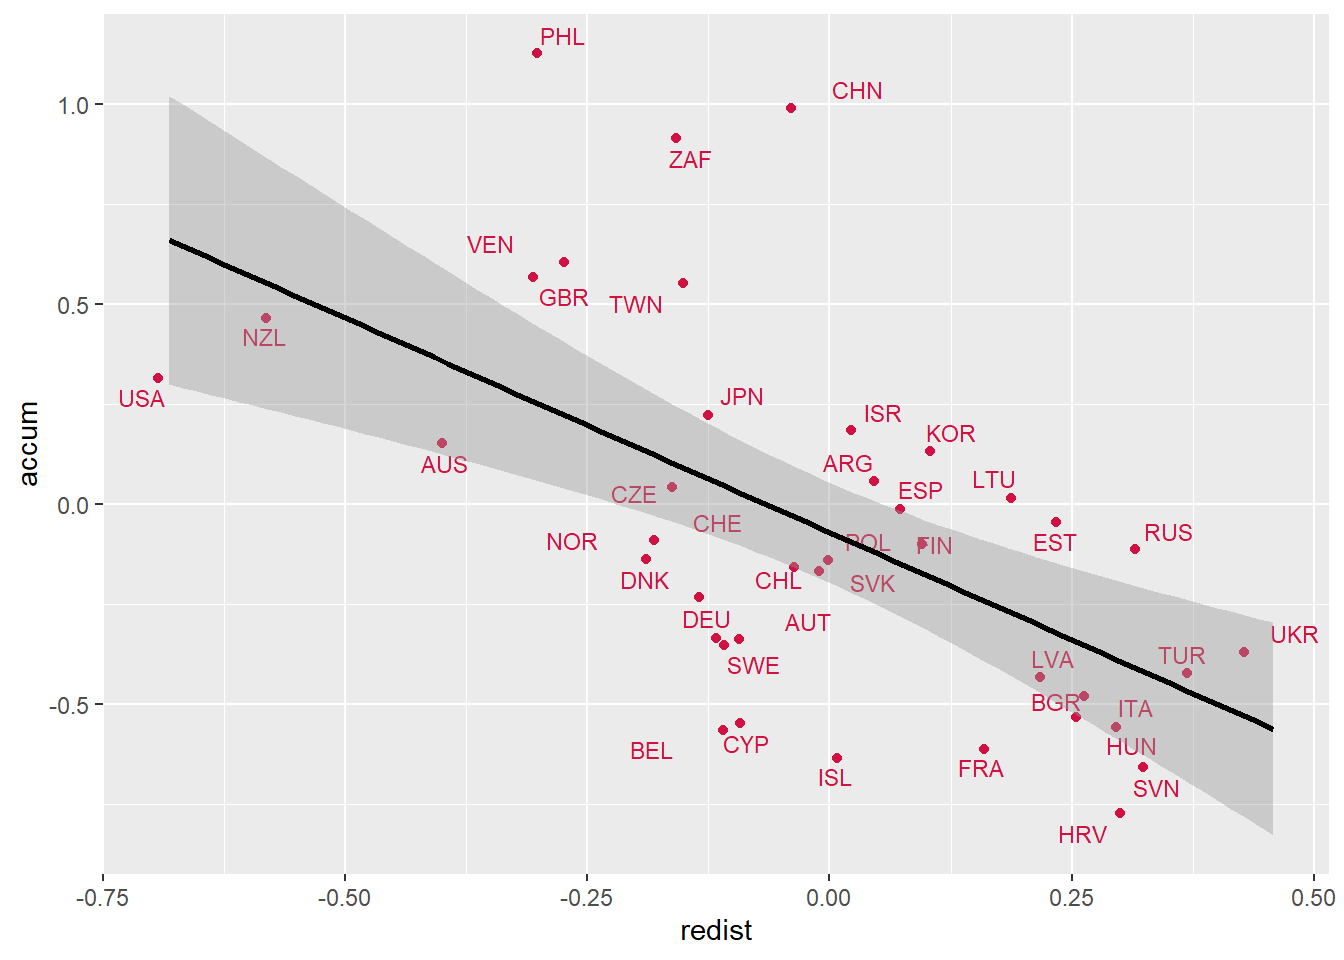 PHL
CHN
1.0
ZAF
VEN
GBR
TWN
0.5
NZL
USA
JPN
ISR
KOR
AUS
ARG
LTU
CZE
ESP
accum
0.0
CHE
NOR
POL
FIN
EST
RUS
DNK
CHL
SVK
DEU
AUT
UKR
SWE
LVA
TUR
-0.5
BGR
ITA
BEL
CYP
HUN
ISL
FRA
SVN
HRV
-0.75 -0.50 -0.25 0.00 0.25 0.50
redist